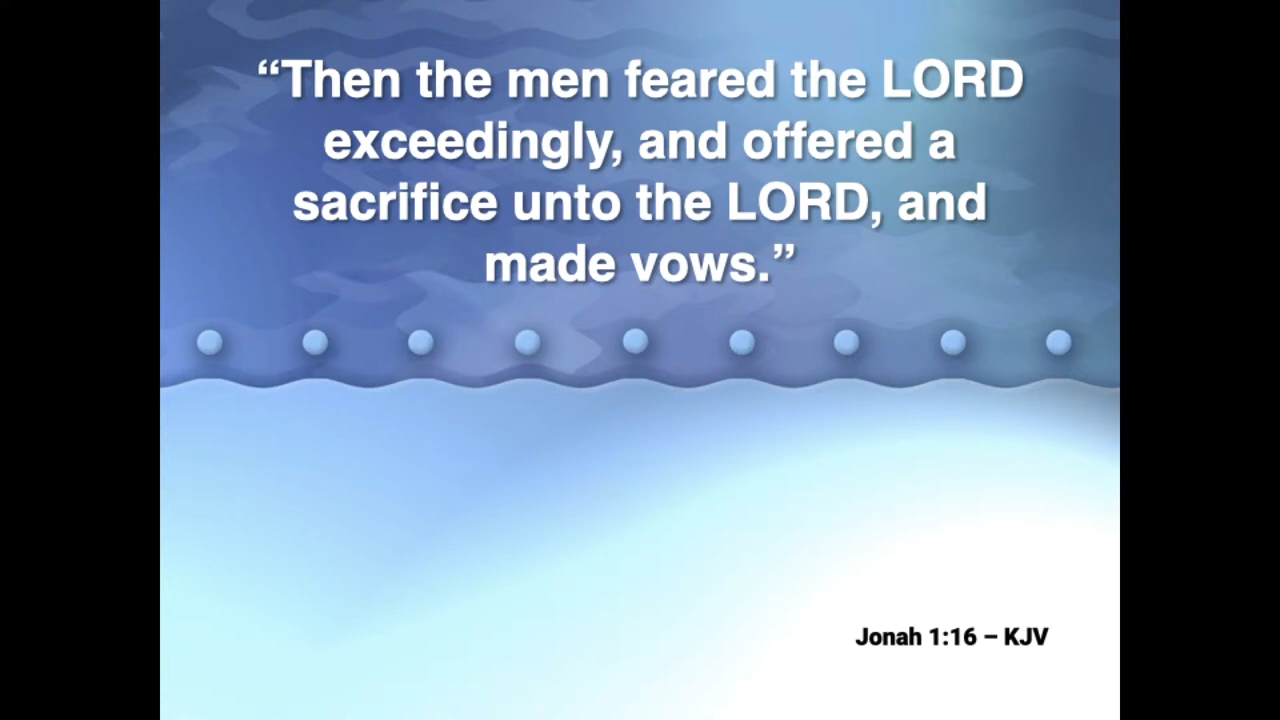 “Then the men feared the LORD
exceedingly, and offered a
sacrifice unto the LORD, and
made vows.”
Jonah 1:16 – KJV